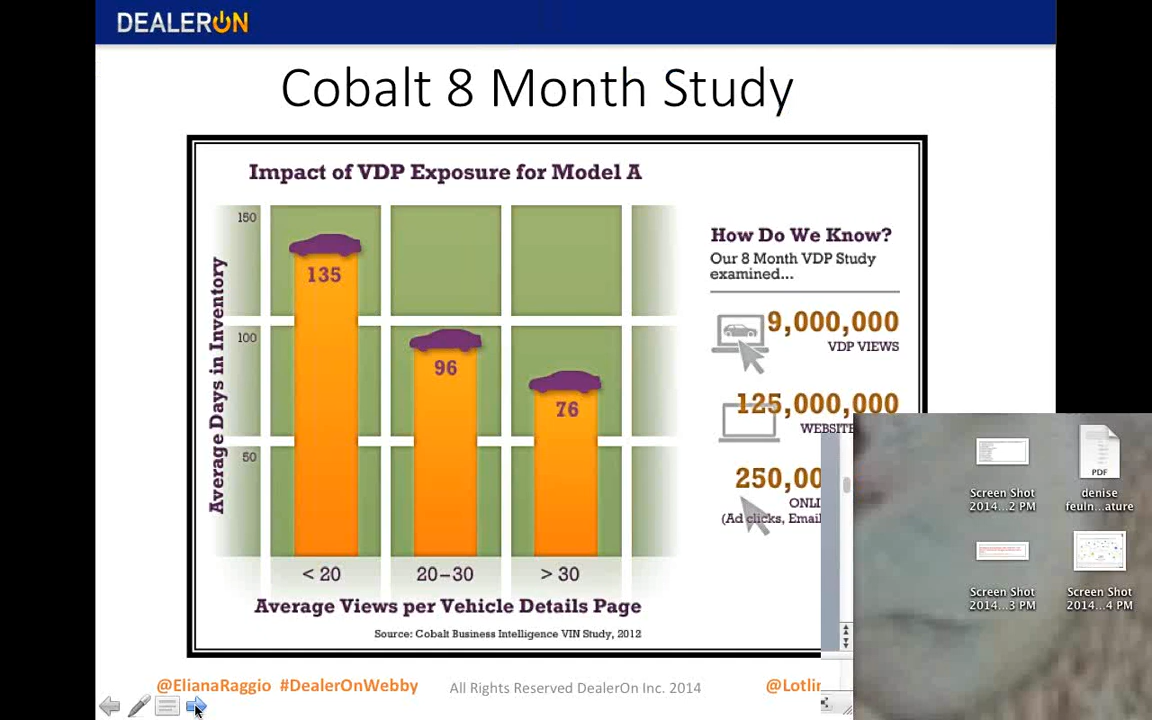 DEALERON
Cobalt 8 Month Study
Impact of VDP Exposure for Model A
150
100
50
Average Days in Inventory
135
96
76
< 20
20–30
> 30
Average Views per Vehicle Details Page
Source: Cobalt Business Intelligence VIN Study, 2012
How Do We Know?
Our 8 Month VDP Study
examined...
9,000,000
VDP VIEWS
125,000,000
WEBSITE
250,00
ONLI
(Ad clicks, Email
PDF
Screen Shot
2014...2 PM
denise
feuln...ature
Screen Shot
2014...3 PM
Screen Shot
2014...4 PM
@ElianaRaggio #DealerOnWebby
All Rights Reserved DealerOn Inc. 2014
@Lotlin